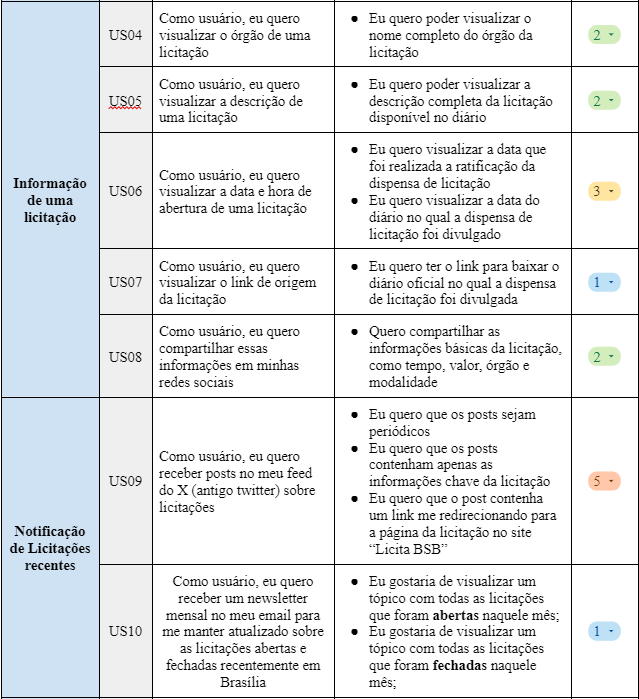 Informação
de uma
licitação
US04
Como usuário, eu quero
visualizar o órgão de uma
licitação
● Eu quero poder visualizar o
nome completo do órgão da
licitação
2
US05
Como usuário, eu quero
visualizar a descrição de
uma licitação
● Eu quero poder visualizar a
descrição completa da licitação
disponível no diário
2
US06
Como usuário, eu quero
visualizar a data e hora de
abertura de uma licitação
● Eu quero visualizar a data que
foi realizada a ratificação da
dispensa de licitação
● Eu quero visualizar a data do
diário no qual a dispensa de
licitação foi divulgado
3
US07
Como usuário, eu quero
visualizar o link de origem
da licitação
● Eu quero ter o link para baixar o
diário oficial no qual a dispensa
de licitação foi divulgada
1
US08
Como usuário, eu quero
compartilhar essas
informações em minhas
redes sociais
● Quero compartilhar as
informações básicas da licitação,
como tempo, valor, órgão e
modalidade
2
Notificação
de Licitações
recentes
US09
Como usuário, eu quero
receber posts no meu feed
do X (antigo twitter) sobre
licitações
● Eu quero que os posts sejam
periódicos
● Eu quero que os posts
contenham apenas as
informações chave da licitação
● Eu quero que o post contenha
um link me redirecionando para
a página da licitação no site
“Licita BSB”
5
US10
Como usuário, eu quero
receber um newsletter
mensal no meu email para
me manter atualizado sobre
as licitações abertas e
fechadas recentemente em
Brasília
● Eu gostaria de visualizar um
tópico com todas as licitações
que foram abertas naquele mês;
● Eu gostaria de visualizar um
tópico com todas as licitações
que foram fechadas naquele
mês;
1